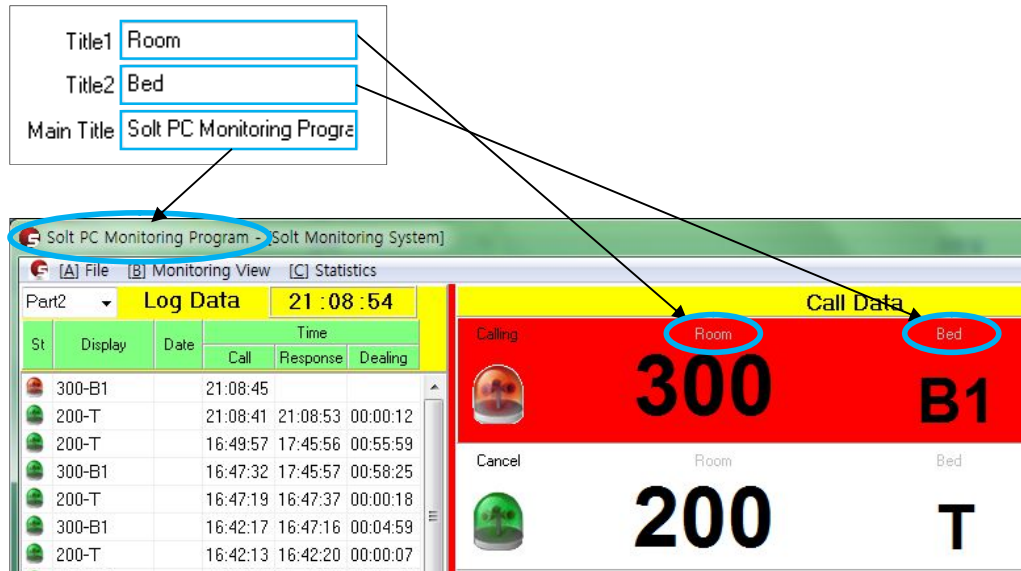 Title1 Room
Title2 Bed
Main Title Solt PC Monitoring Progra
Solt PC Monitoring Program - [Solt Monitoring System]
[A] File [B] Monitoring View [C] Statistics
Part2 Log Data 21 :08 :54 Call Data
St Display Date Time
Call Response Dealing
300-B1 21:08:45
200-T 21:08:41 21:08:53 00:00:12
200-T 16:49:57 17:45:56 00:55:59
300-B1 16:47:32 17:45:57 00:58:25
200-T 16:47:19 16:47:37 00:00:18
300-B1 16:42:17 16:47:16 00:04:59
200-T 16:42:13 16:42:20 00:00:07
Calling Room Bed
300 B1
Cancel Room Bed
200 T